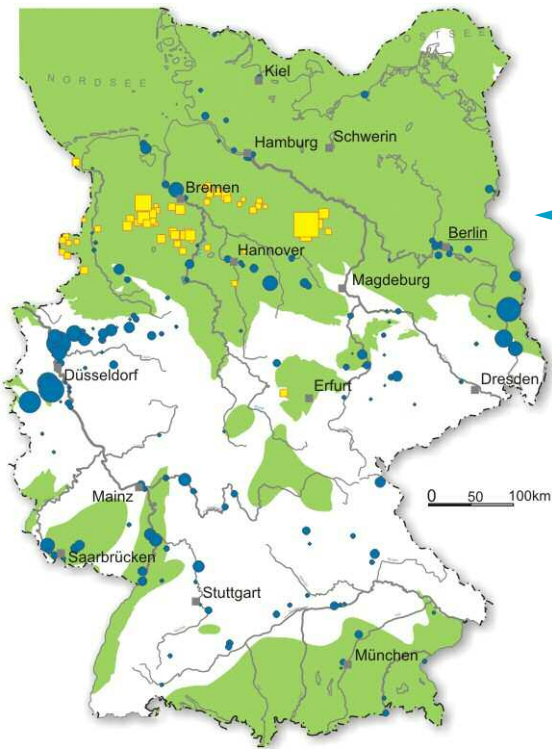 OSTSEE
NORDSEE
Kiel
Hamburg
Schwerin
Bremen
Berlin
Hannover
Magdeburg
Düsseldorf
Erfurt
Dresden
Mainz
0 50 100km
Saarbrücken
Stuttgart
München